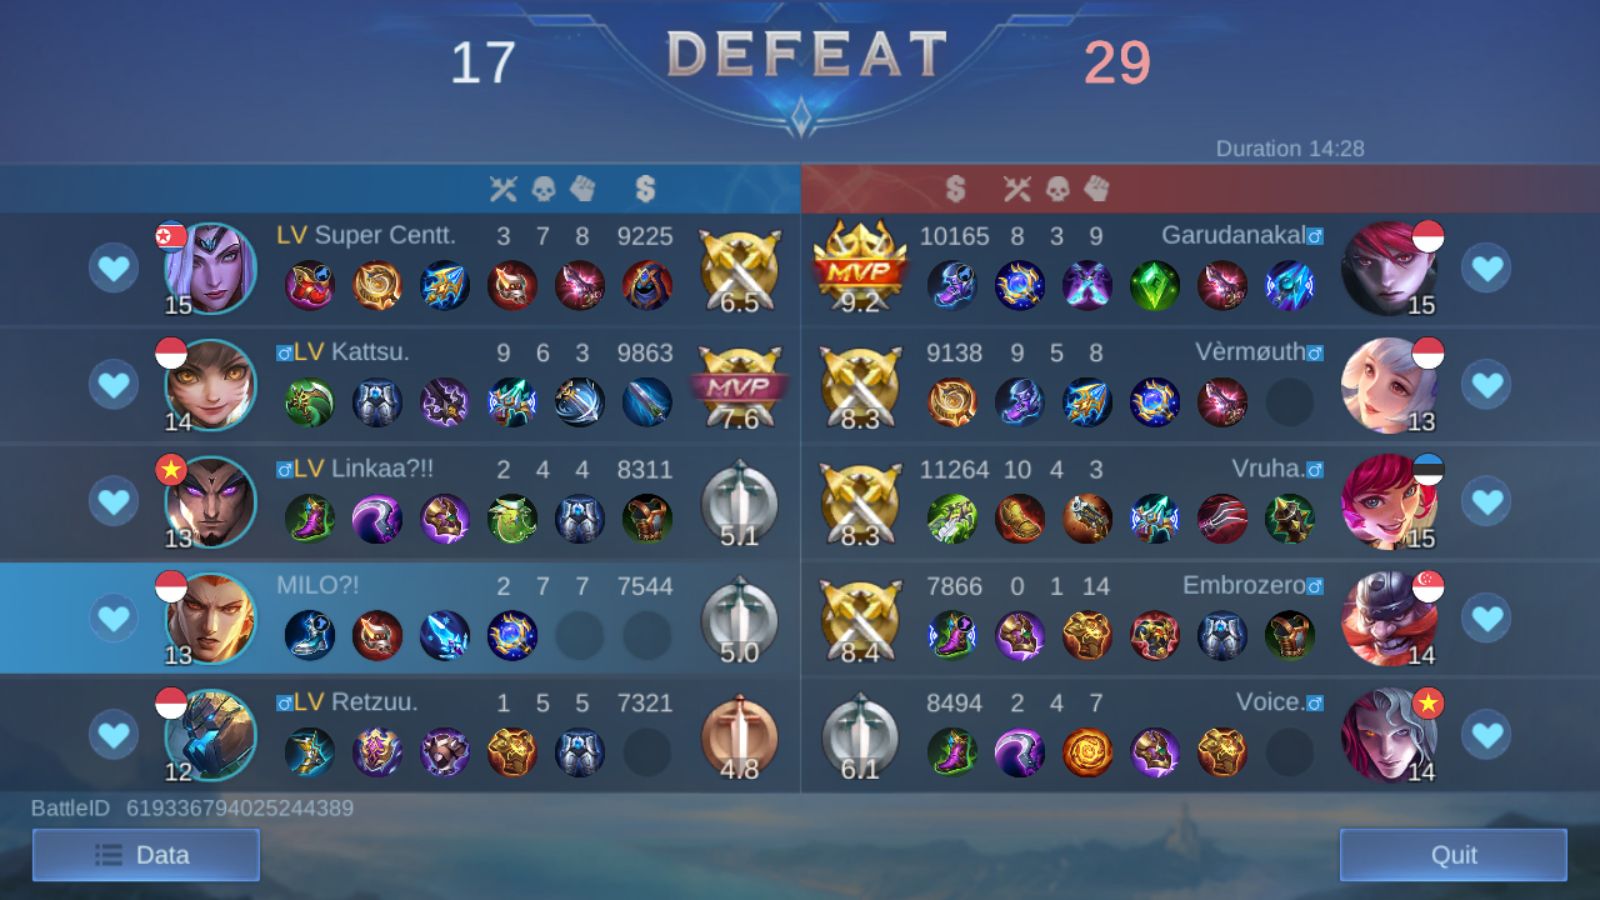 17 DEFEAT 29
Duration 14:28
LV Super Centt. 3 7 8 9225
15 6.5
MVP 10165 8 3 9 Garudanakal
9.2 15
LV Kattsu. 9 6 3 9863 MVP
14 7.6
9138 9 5 8 Vèrmøuth
8.3 13
LV Linkaa?!! 2 4 4 8311
13 5.1
11264 10 4 3 Vruha.
8.3 15
MILO?! 2 7 7 7544
13 5.0
7866 0 1 14 Embrozero
8.4 14
LV Retzuu. 1 5 5 7321
12 4.8
8494 2 4 7 Voice.
6.1 14
BattleID 619336794025244389
Data
Quit